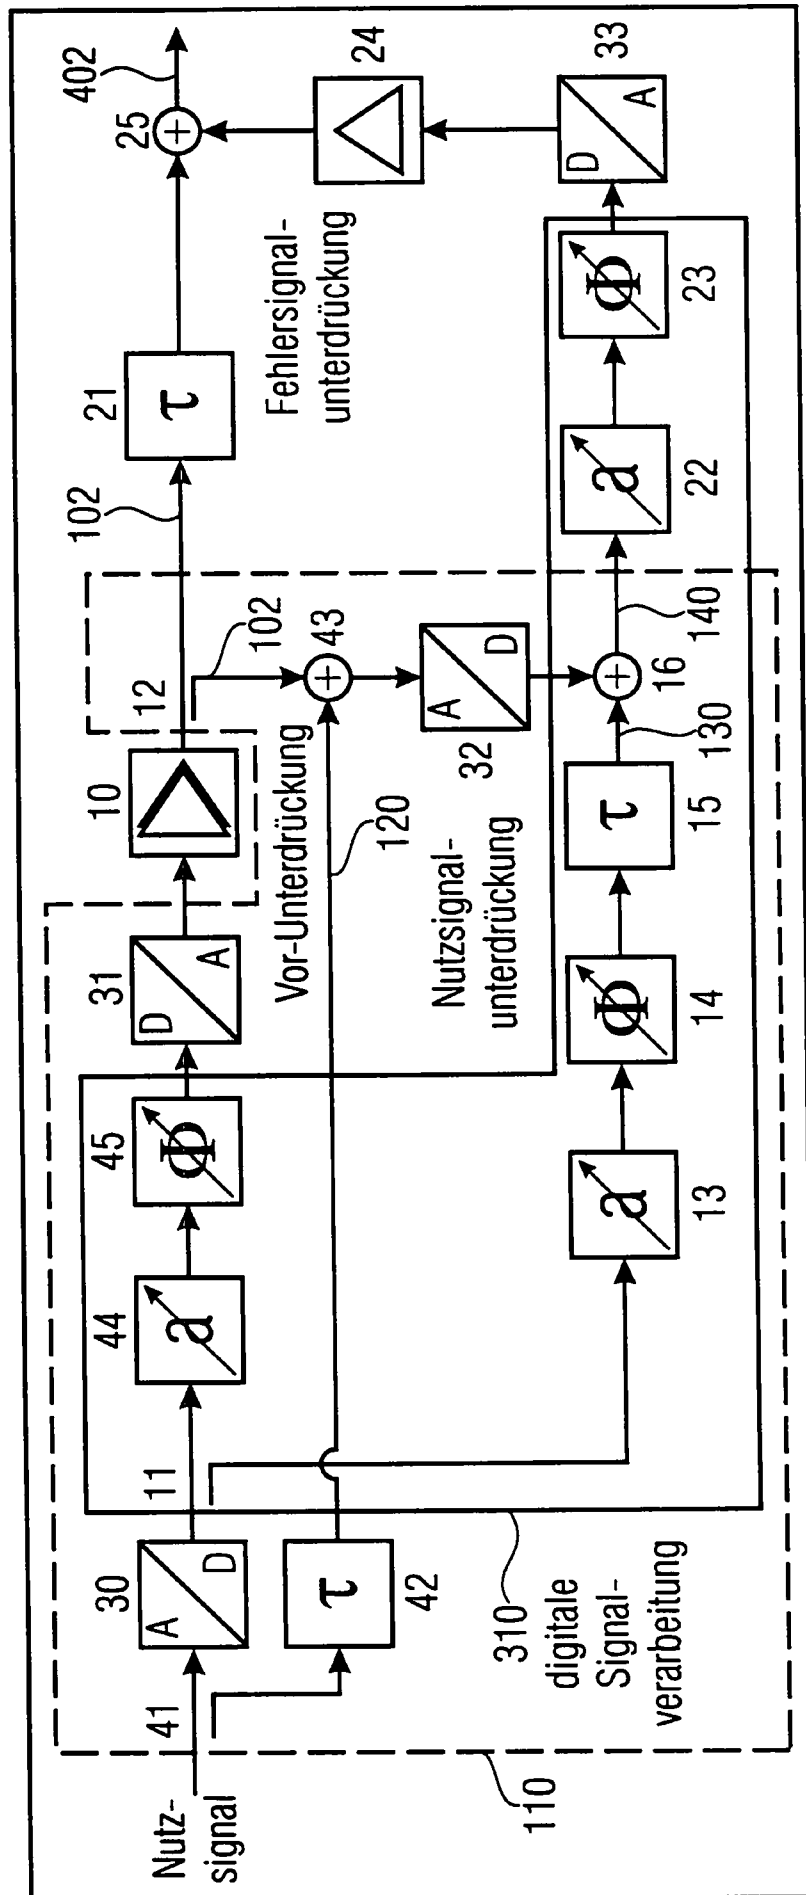 Nutz-
signal
41
30
A
D
11
44
a
45
Φ
31
D
A
10
12
102
21
τ
25
+
402
42
τ
Vor-Unterdrückung
120
102
43
+
Fehlersignal-
unterdrückung
24
Nutzsignal-
unterdrückung
32
A
D
110
310
digitale
Signal-
verarbeitung
13
a
14
Φ
15
τ
130
16
+
140
22
a
23
Φ
33
D
A